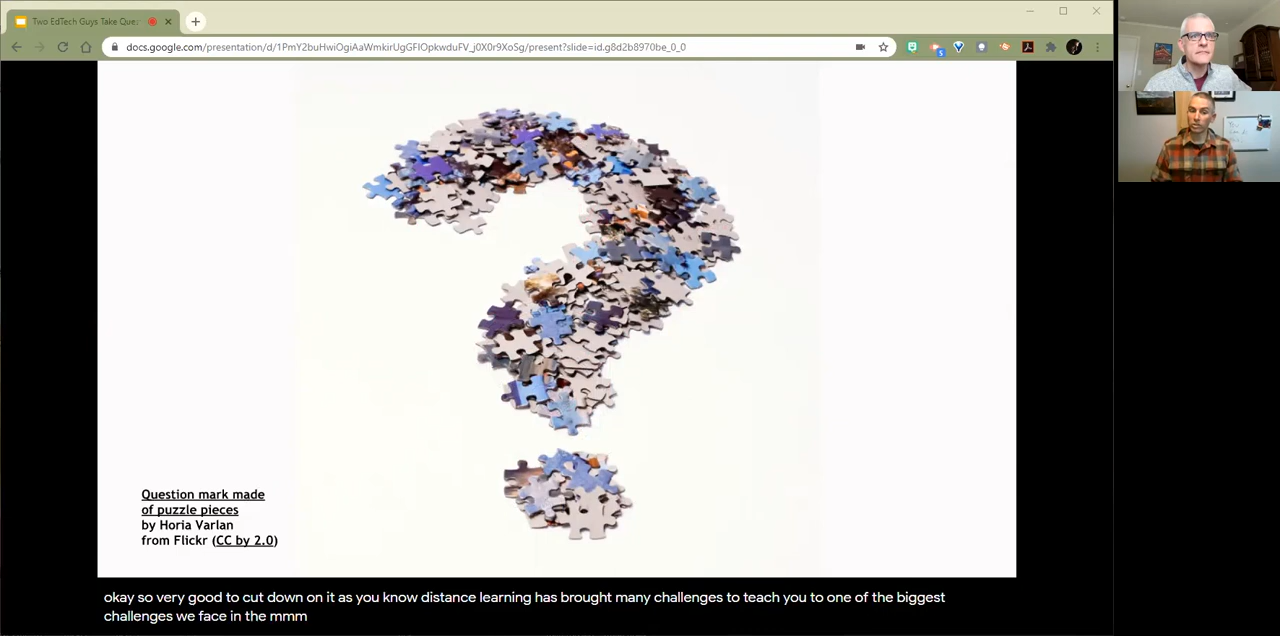 Two EdTech Guys Take Que
docs.google.com/presentation/d/1PmY2buHwiOgiAaWmkirUgGFlOpkwduFV_j0X0r9XoSg/present?slide=id.g8d2b8970be_0_0
5
Question mark made
of puzzle pieces
by Horia Varlan
from Flickr (CC by 2.0)
okay so very good to cut down on it as you know distance learning has brought many challenges to teach you to one of the biggest
challenges we face in the mmm